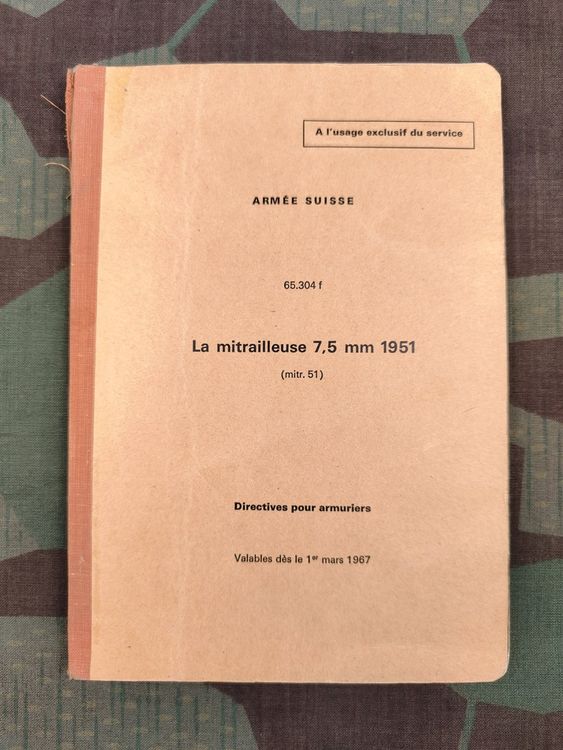 A l'usage exclusif du service
ARMÉE SUISSE
65.304 f
La mitrailleuse 7,5 mm 1951
(mitr. 51)
Directives pour armuriers
Valables dès le 1er mars 1967